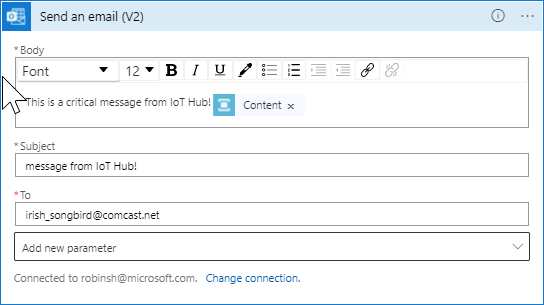 Send an email (V2)
*Body
Font 12 B I U
This is a critical message from IoT Hub! Content ×
*Subject
message from IoT Hub!
*To
irish_songbird@comcast.net
Add new parameter
Connected to robinsh@microsoft.com. Change connection.